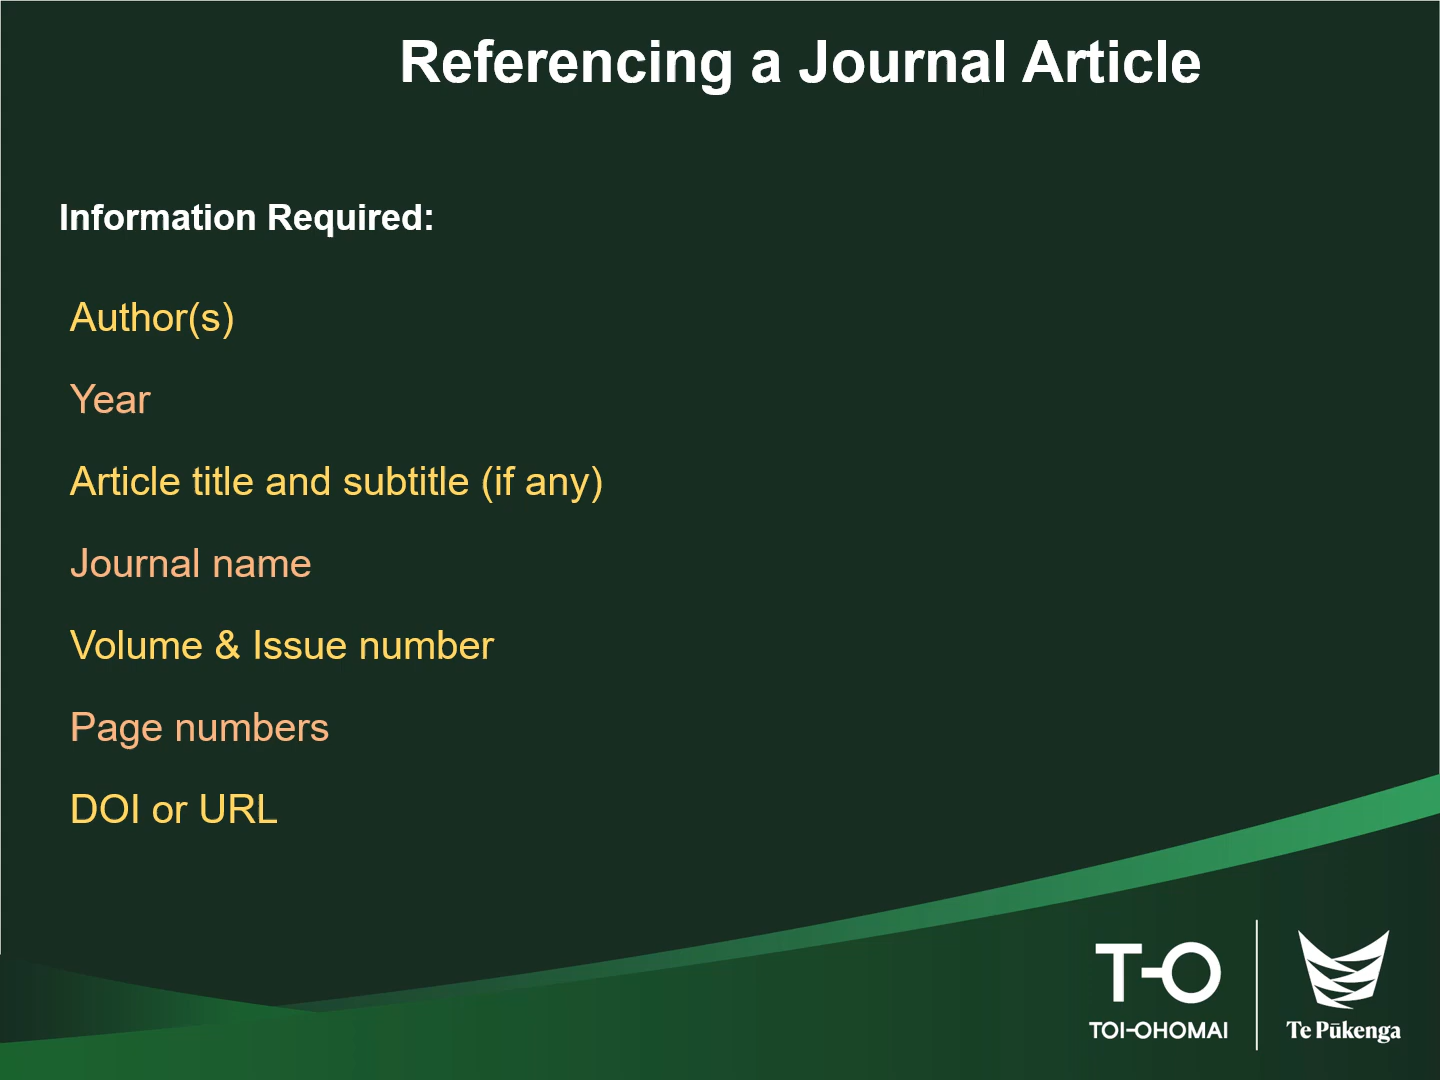 Referencing a Journal Article
Information Required:
Author(s)
Year
Article title and subtitle (if any)
Journal name
Volume & Issue number
Page numbers
DOI or URL
T-O
TOI-OHOMAI
Te Pūkenga